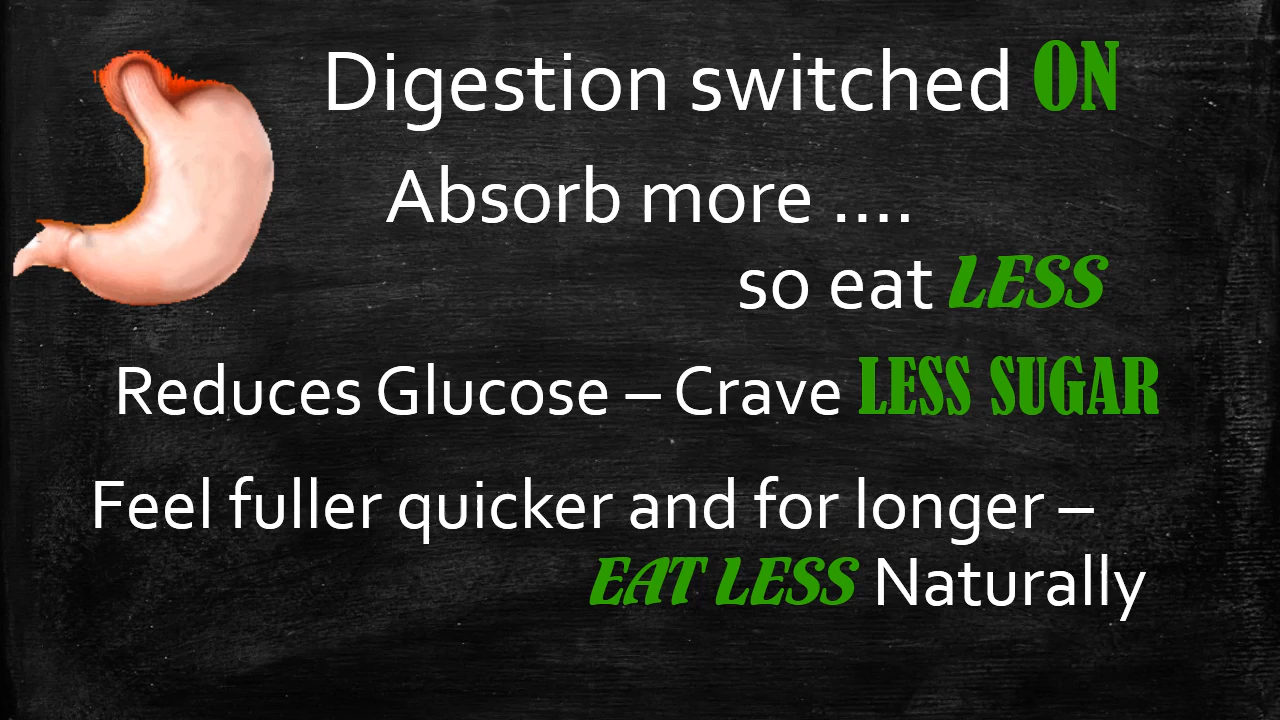 Digestion switched ON
Absorb more ....
so eat LESS
Reduces Glucose – Crave LESS SUGAR
Feel fuller quicker and for longer –
EAT LESS Naturally